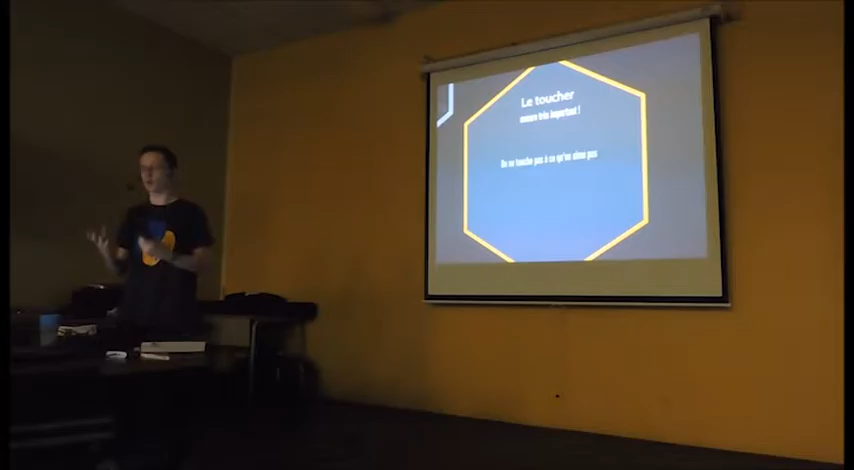 Le toucher
encore très important !
On ne touche pas à ce qu'on aime pas